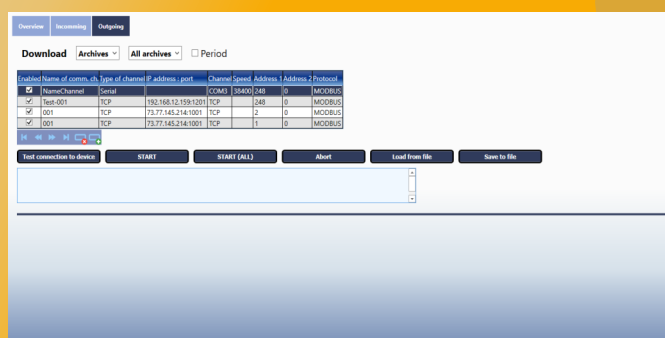 Overview Incomming Outgoing
Download Archives All archives Period
Enabled Name of comm. ch. Type of channel IP address : port Channel Speed Address 1 Address 2 Protocol
NameChannel Serial COM3 38400 248 0 MODBUS
Test-001 TCP 192.168.12.159:1201 TCP 248 0 MODBUS
001 TCP 73.77.145.214:1001 TCP 2 0 MODBUS
001 TCP 73.77.145.214:1001 TCP 1 0 MODBUS
Test connection to device START START (ALL) Abort Load from file Save to file